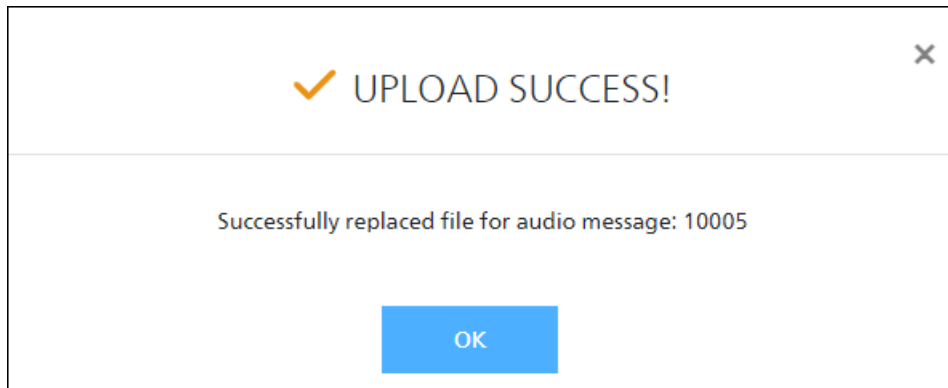 UPLOAD SUCCESS!
Successfully replaced file for audio message: 10005
OK